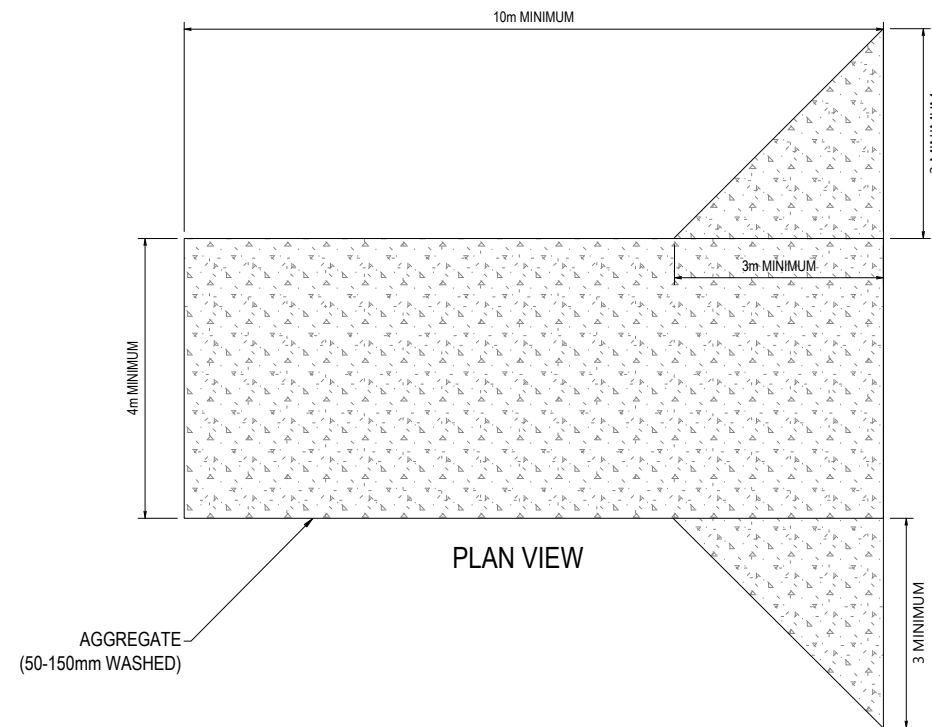 10m MINIMUM
3m MINIMUM
4m MINIMUM
PLAN VIEW
3 MINIMUM
AGGREGATE
(50-150mm WASHED)